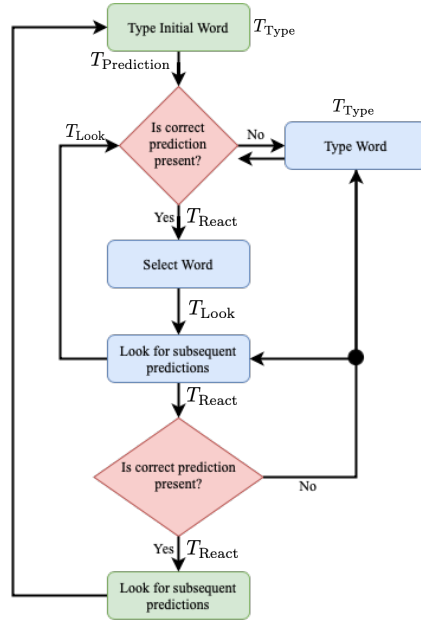 Type Initial Word
T_Type
T_Prediction
Is correct
prediction
present?
T_Look
No
T_Type
Type Word
Yes
T_React
Select Word
T_Look
Look for subsequent
predictions
T_React
Is correct prediction
present?
No
Yes
T_React
Look for subsequent
predictions